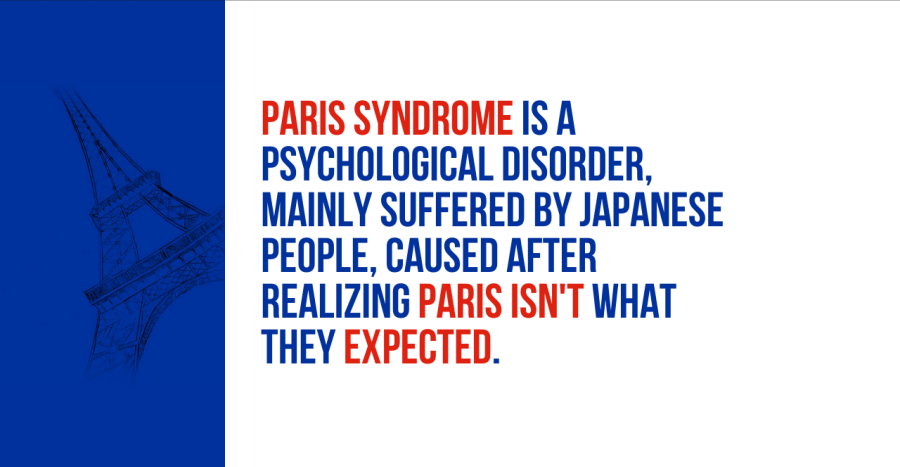 PARIS SYNDROME IS A
PSYCHOLOGICAL DISORDER,
MAINLY SUFFERED BY JAPANESE
PEOPLE, CAUSED AFTER
REALIZING PARIS ISN'T WHAT
THEY EXPECTED.